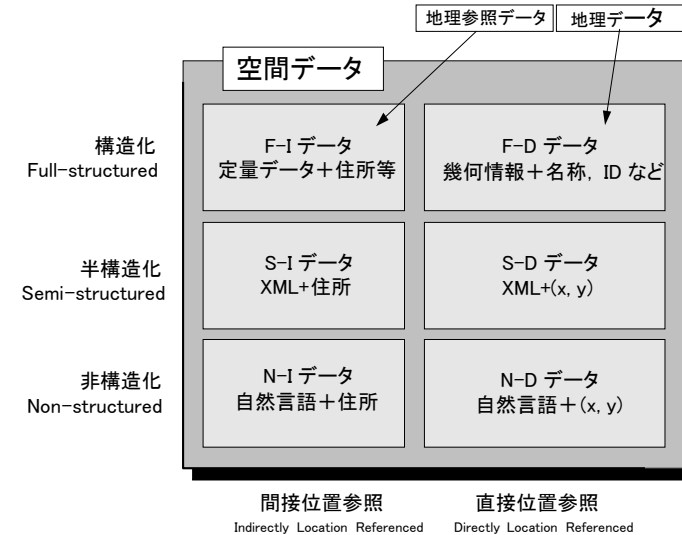 地理参照データ
地理データ
空間データ
構造化
Full-structured
F-I データ
定量データ＋住所等
F-D データ
幾何情報＋名称, ID など
半構造化
Semi-structured
S-I データ
XML+住所
S-D データ
XML+(x, y)
非構造化
Non-structured
N-I データ
自然言語＋住所
N-D データ
自然言語＋(x, y)
間接位置参照
Indirectly Location Referenced
直接位置参照
Directly Location Referenced